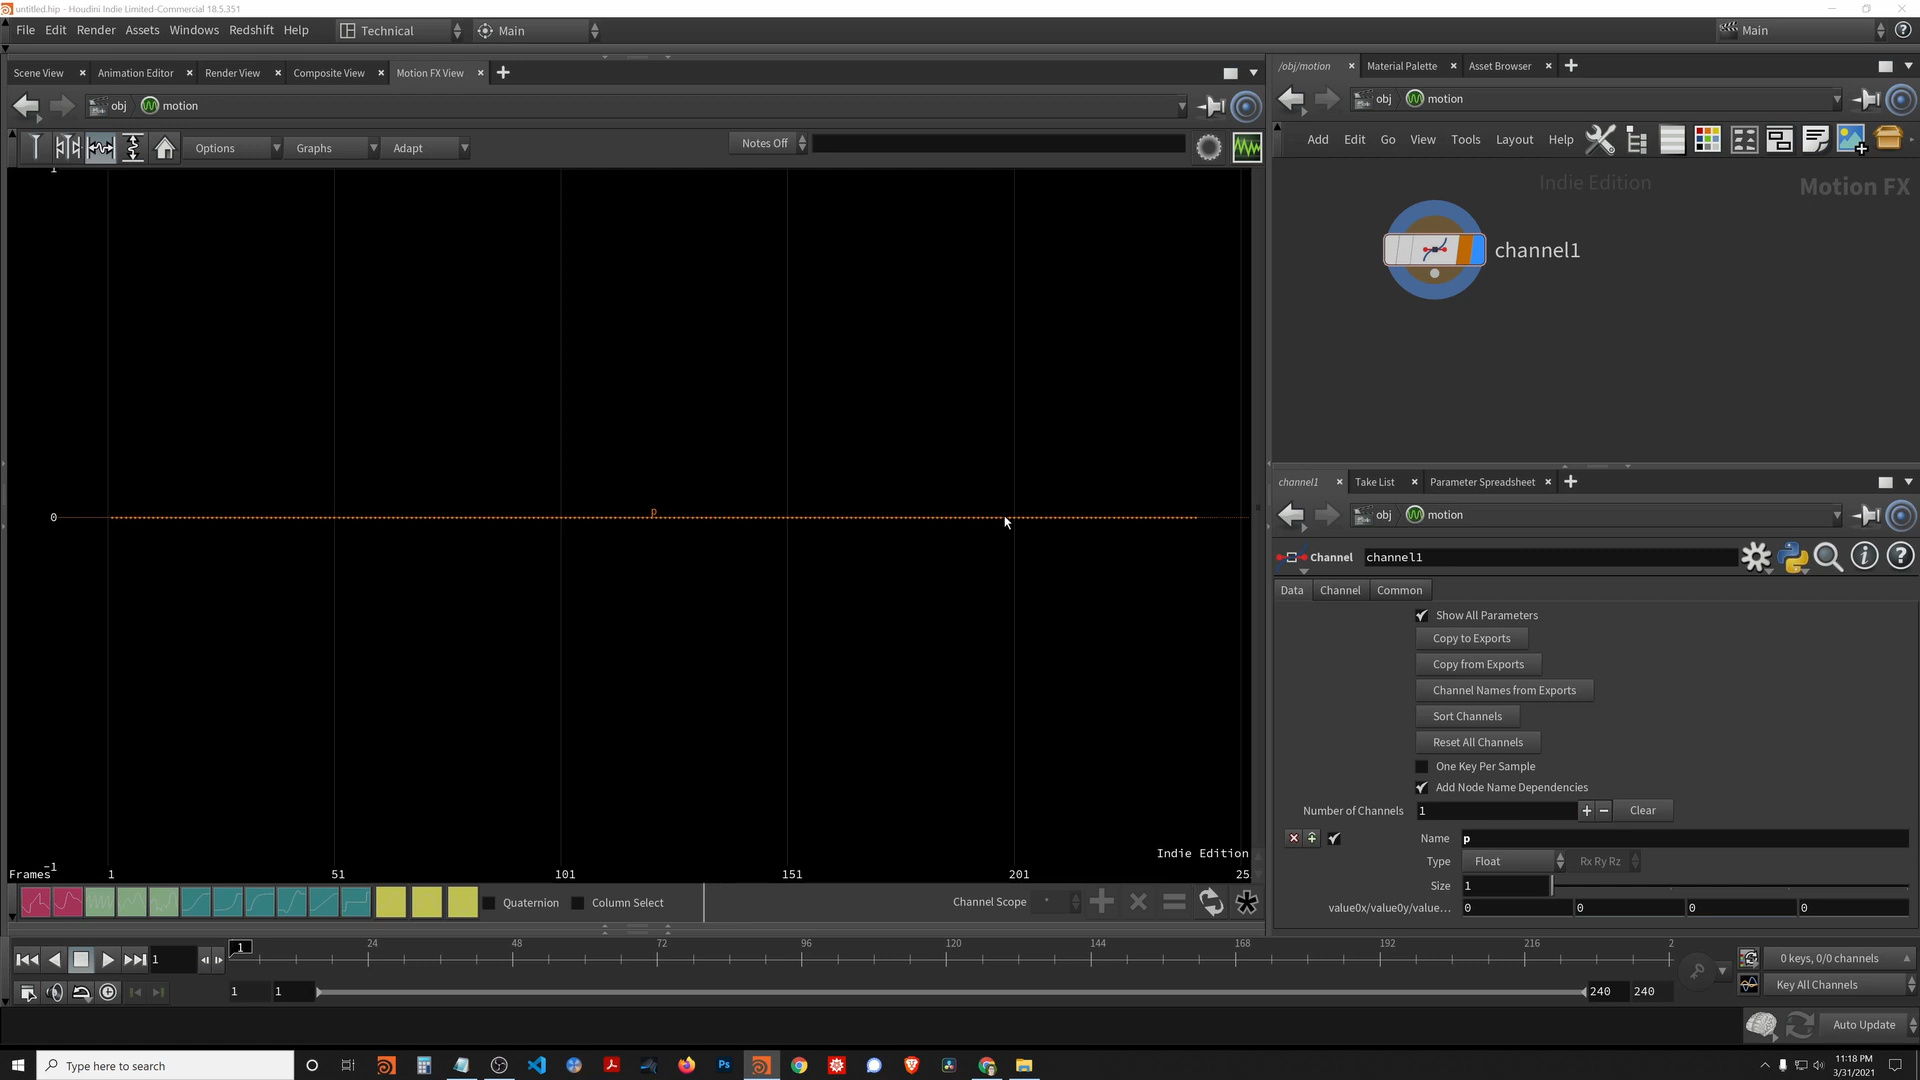 untitled.hip - Houdini Indie Limited-Commercial 18.5.351
File Edit Render Assets Windows Redshift Help Technical Main Main
Scene View Animation Editor Render View Composite View Motion FX View
/obj/motion Material Palette Asset Browser
obj motion
obj motion
Options Graphs Adapt Notes Off
Add Edit Go View Tools Layout Help
Indie Edition Motion FX
channel1
1
p
0
-1
Indie Edition
Frames 1 51 101 151 201 25
channel1 Take List Parameter Spreadsheet
obj motion
Channel channel1
Data Channel Common
Show All Parameters
Copy to Exports
Copy from Exports
Channel Names from Exports
Sort Channels
Reset All Channels
One Key Per Sample
Add Node Name Dependencies
Number of Channels 1 Clear
Name p
Type Float Rx Ry Rz
Size 1
value0x/value0y/value... 0 0 0 0
Quaternion Column Select Channel Scope *
1 1 24 48 72 96 120 144 168 192 216 2
0 keys, 0/0 channels
1 1 240 240
Key All Channels
Auto Update
Type here to search
Ps
11:18 PM
3/31/2021